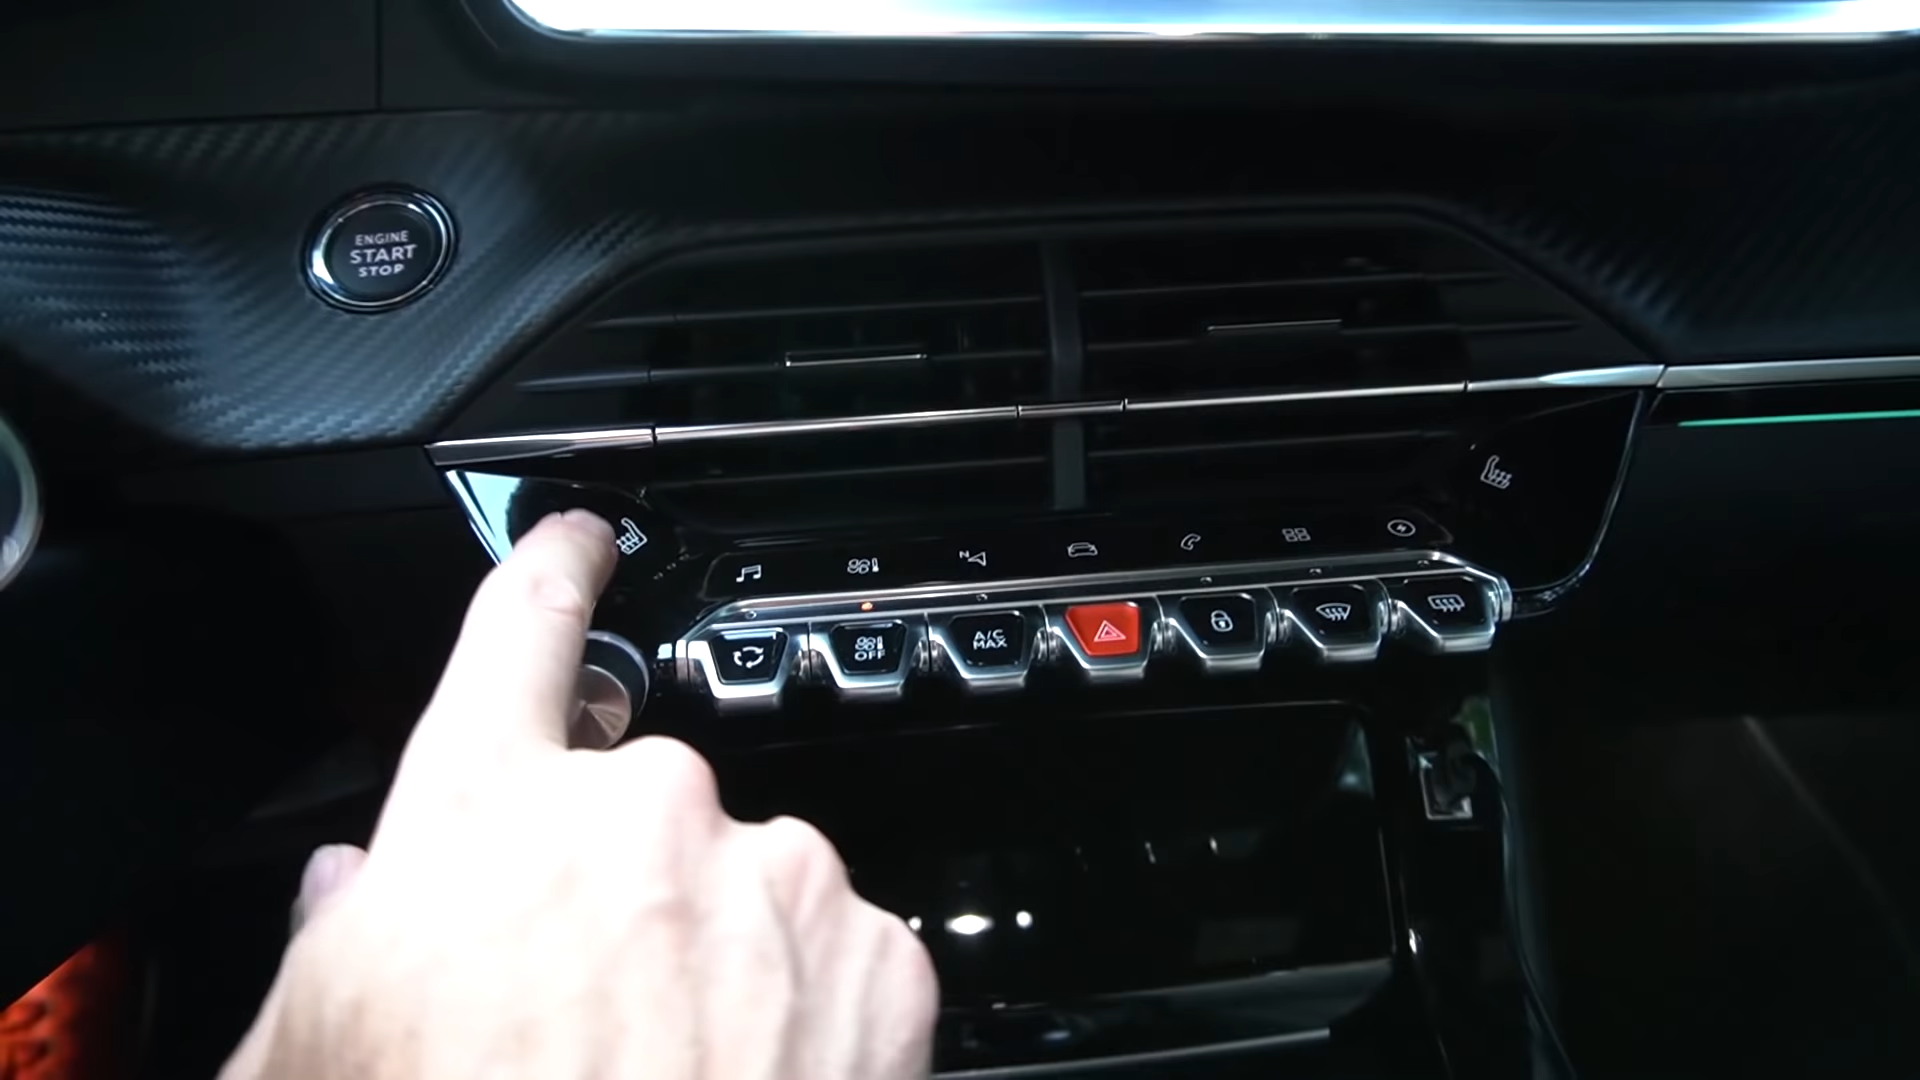 ENGINE
START
STOP
N
OFF
A/C
MAX